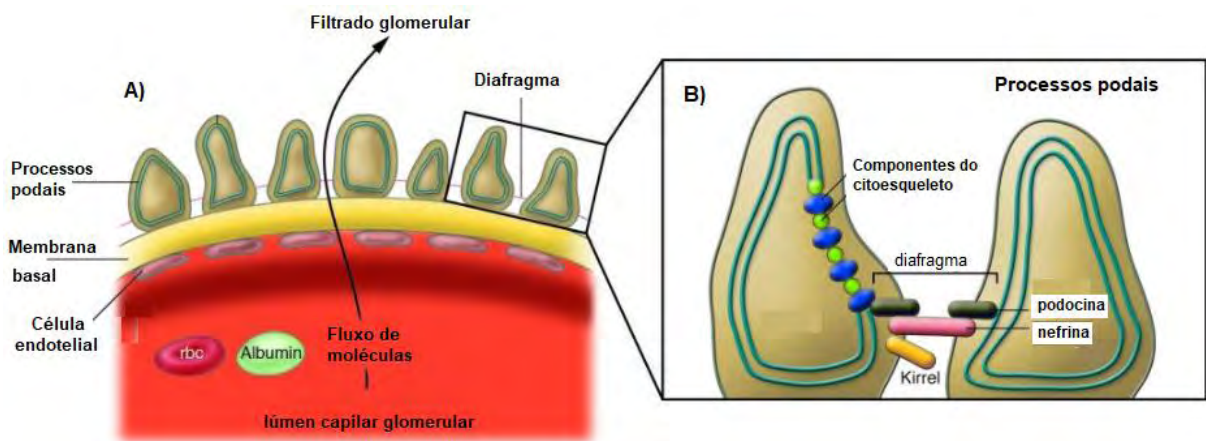 Filtrado glomerular
A)
Diafragma
Processos
podais
Membrana
basal
Célula
endotelial
rbc
Albumin
Fluxo de
moléculas
lúmen capilar glomerular
B)
Processos podais
Componentes do
citoesqueleto
diafragma
podocina
nefrina
Kirrel